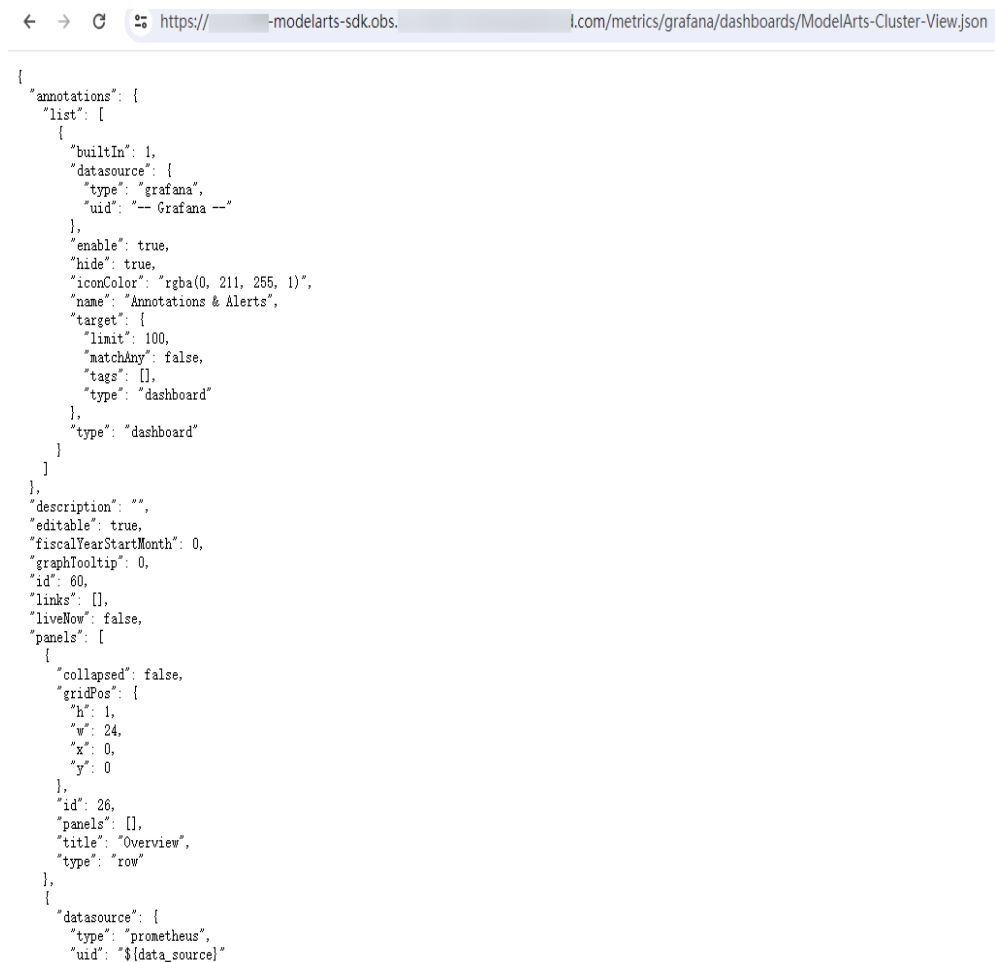 https:// -modelarts-sdk.obs. .com/metrics/grafana/dashboards/ModelArts-Cluster-View.json
{
  "annotations": {
    "list": [
      {
        "builtIn": 1,
        "datasource": {
          "type": "grafana",
          "uid": "-- Grafana --"
        },
        "enable": true,
        "hide": true,
        "iconColor": "rgba(0, 211, 255, 1)",
        "name": "Annotations & Alerts",
        "target": {
          "limit": 100,
          "matchAny": false,
          "tags": [],
          "type": "dashboard"
        },
        "type": "dashboard"
      }
    ]
  },
  "description": "",
  "editable": true,
  "fiscalYearStartMonth": 0,
  "graphTooltip": 0,
  "id": 60,
  "links": [],
  "liveNow": false,
  "panels": [
    {
      "collapsed": false,
      "gridPos": {
        "h": 1,
        "w": 24,
        "x": 0,
        "y": 0
      },
      "id": 26,
      "panels": [],
      "title": "Overview",
      "type": "row"
    },
    {
      "datasource": {
        "type": "prometheus",
        "uid": "${data_source}"